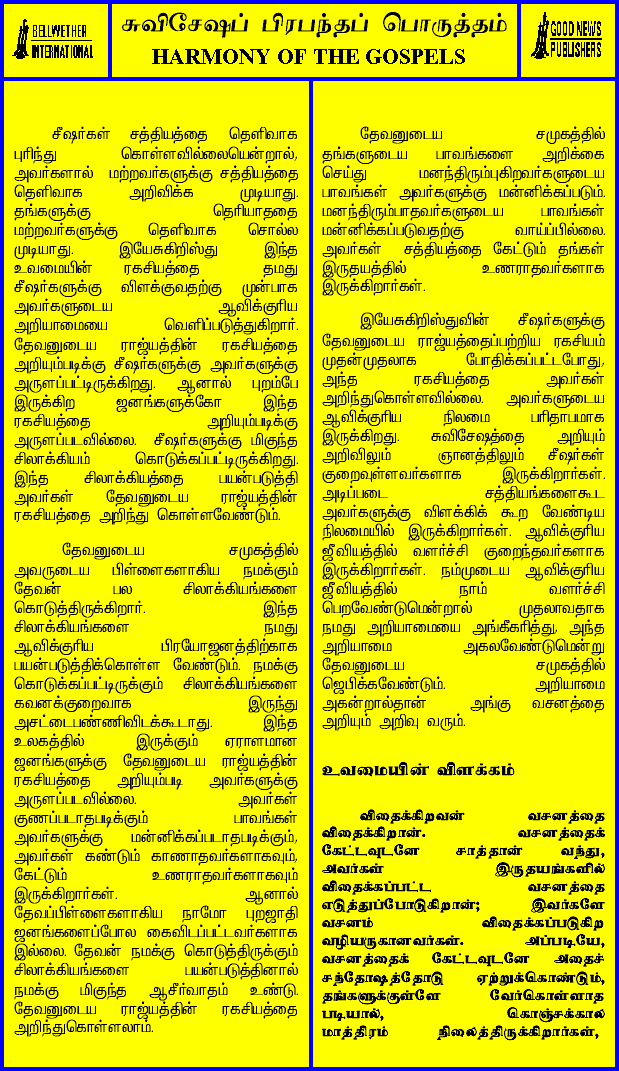 BELLWETHER
INTERNATIONAL
சுவிசேஷப் பிரபந்தப் பொருத்தம்
HARMONY OF THE GOSPELS
GOOD NEWS
PUBLISHERS
சீஷர்கள் சத்தியத்தை தெளிவாக
புரிந்து கொள்ளவில்லையென்றால்,
அவர்களால் மற்றவர்களுக்கு சத்தியத்தை
தெளிவாக அறிவிக்க முடியாது.
தங்களுக்கு தெரியாததை
மற்றவர்களுக்கு தெளிவாக சொல்ல
முடியாது. இயேசுகிறிஸ்து இந்த
உவமையின் ரகசியத்தை தமது
சீஷர்களுக்கு விளக்குவதற்கு முன்பாக
அவர்களுடைய ஆவிக்குரிய
அறியாமையை வெளிப்படுத்துகிறார்.
தேவனுடைய ராஜ்யத்தின் ரகசியத்தை
அறியும்படிக்கு சீஷர்களுக்கு அவர்களுக்கு
அருளப்பட்டிருக்கிறது. ஆனால் புறம்பே
இருக்கிற ஜனங்களுக்கோ இந்த
ரகசியத்தை அறியும்படிக்கு
அருளப்படவில்லை. சீஷர்களுக்கு மிகுந்த
சிலாக்கியம் கொடுக்கப்பட்டிருக்கிறது.
இந்த சிலாக்கியத்தை பயன்படுத்தி
அவர்கள் தேவனுடைய ராஜ்யத்தின்
ரகசியத்தை அறிந்து கொள்ளவேண்டும்.
தேவனுடைய சமுகத்தில்
அவருடைய பிள்ளைகளாகிய நமக்கும்
தேவன் பல சிலாக்கியங்களை
கொடுத்திருக்கிறார். இந்த
சிலாக்கியங்களை நமது
ஆவிக்குரிய பிரயோஜனத்திற்காக
பயன்படுத்திக்கொள்ள வேண்டும். நமக்கு
கொடுக்கப்பட்டிருக்கும் சிலாக்கியங்களை
கவனக்குறைவாக இருந்து
அசட்டைபண்ணிவிடக்கூடாது. இந்த
உலகத்தில் இருக்கும் ஏராளமான
ஜனங்களுக்கு தேவனுடைய ராஜ்யத்தின்
ரகசியத்தை அறியும்படி அவர்களுக்கு
அருளப்படவில்லை. அவர்கள்
குணப்படாதபடிக்கும் பாவங்கள்
அவர்களுக்கு மன்னிக்கப்படாதபடிக்கும்,
அவர்கள் கண்டும் காணாதவர்களாகவும்,
கேட்டும் உணராதவர்களாகவும்
இருக்கிறார்கள். ஆனால்
தேவப்பிள்ளைகளாகிய நாமோ புறஜாதி
ஜனங்களைப்போல கைவிடப்பட்டவர்களாக
இல்லை. தேவன் நமக்கு கொடுத்திருக்கும்
சிலாக்கியங்களை பயன்படுத்தினால்
நமக்கு மிகுந்த ஆசீர்வாதம் உண்டு.
தேவனுடைய ராஜ்யத்தின் ரகசியத்தை
அறிந்துகொள்ளலாம்.
தேவனுடைய சமுகத்தில்
தங்களுடைய பாவங்களை அறிக்கை
செய்து மனந்திரும்புகிறவர்களுடைய
பாவங்கள் அவர்களுக்கு மன்னிக்கப்படும்.
மனந்திரும்பாதவர்களுடைய பாவங்கள்
மன்னிக்கப்படுவதற்கு வாய்ப்பில்லை.
அவர்கள் சத்தியத்தை கேட்டும் தங்கள்
இருதயத்தில் உணராதவர்களாக
இருக்கிறார்கள்.
இயேசுகிறிஸ்துவின் சீஷர்களுக்கு
தேவனுடைய ராஜ்யத்தைப்பற்றிய ரகசியம்
முதன்முதலாக போதிக்கப்பட்டபோது,
அந்த ரகசியத்தை அவர்கள்
அறிந்துகொள்ளவில்லை. அவர்களுடைய
ஆவிக்குரிய நிலமை பரிதாபமாக
இருக்கிறது. சுவிசேஷத்தை அறியும்
அறிவிலும் ஞானத்திலும் சீஷர்கள்
குறைவுள்ளவர்களாக இருக்கிறார்கள்.
அடிப்படை சத்தியங்களைகூட
அவர்களுக்கு விளக்கிக் கூற வேண்டிய
நிலமையில் இருக்கிறார்கள். ஆவிக்குரிய
ஜீவியத்தில் வளர்ச்சி குறைந்தவர்களாக
இருக்கிறார்கள். நம்முடைய ஆவிக்குரிய
ஜீவியத்தில் நாம் வளர்ச்சி
பெறவேண்டுமென்றால் முதலாவதாக
நமது அறியாமையை அங்கீகரித்து, அந்த
அறியாமை அகலவேண்டுமென்று
தேவனுடைய சமுகத்தில்
ஜெபிக்கவேண்டும். அறியாமை
அகன்றால்தான் அங்கு வசனத்தை
அறியும் அறிவு வரும்.
உவமையின் விளக்கம்
விதைக்கிறவன் வசனத்தை
விதைக்கிறான். வசனத்தைக்
கேட்டவுடனே சாத்தான் வந்து,
அவர்கள் இருதயங்களில்
விதைக்கப்பட்ட வசனத்தை
எடுத்துப்போடுகிறான்; இவர்களே
வசனம் விதைக்கப்படுகிற
வழியருகானவர்கள். அப்படியே,
வசனத்தைக் கேட்டவுடனே அதைச்
சந்தோஷத்தோடு ஏற்றுக்கொண்டும்,
தங்களுக்குள்ளே வேர்கொள்ளாத
படியால், கொஞ்சக்கால
மாத்திரம் நிலைத்திருக்கிறார்கள்,